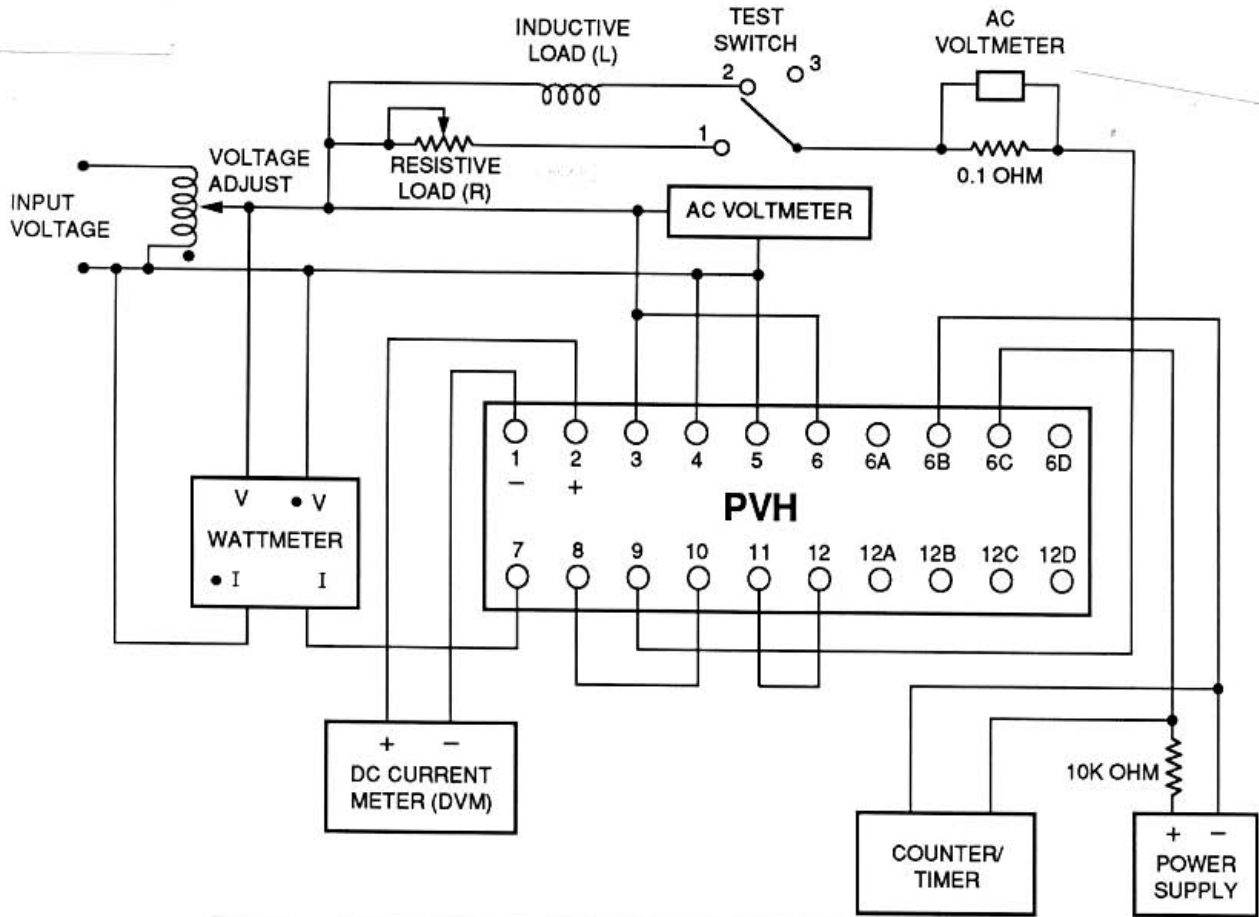 INDUCTIVE
LOAD (L)
TEST
SWITCH
AC
VOLTMETER
2
3
1
RESISTIVE
LOAD (R)
0.1 OHM
VOLTAGE
ADJUST
INPUT
VOLTAGE
AC VOLTMETER
1 2 3 4 5 6 6A 6B 6C 6D
− +
PVH
7 8 9 10 11 12 12A 12B 12C 12D
V • V
WATTMETER
• I I
+ −
DC CURRENT
METER (DVM)
10K OHM
COUNTER/
TIMER
+ −
POWER
SUPPLY